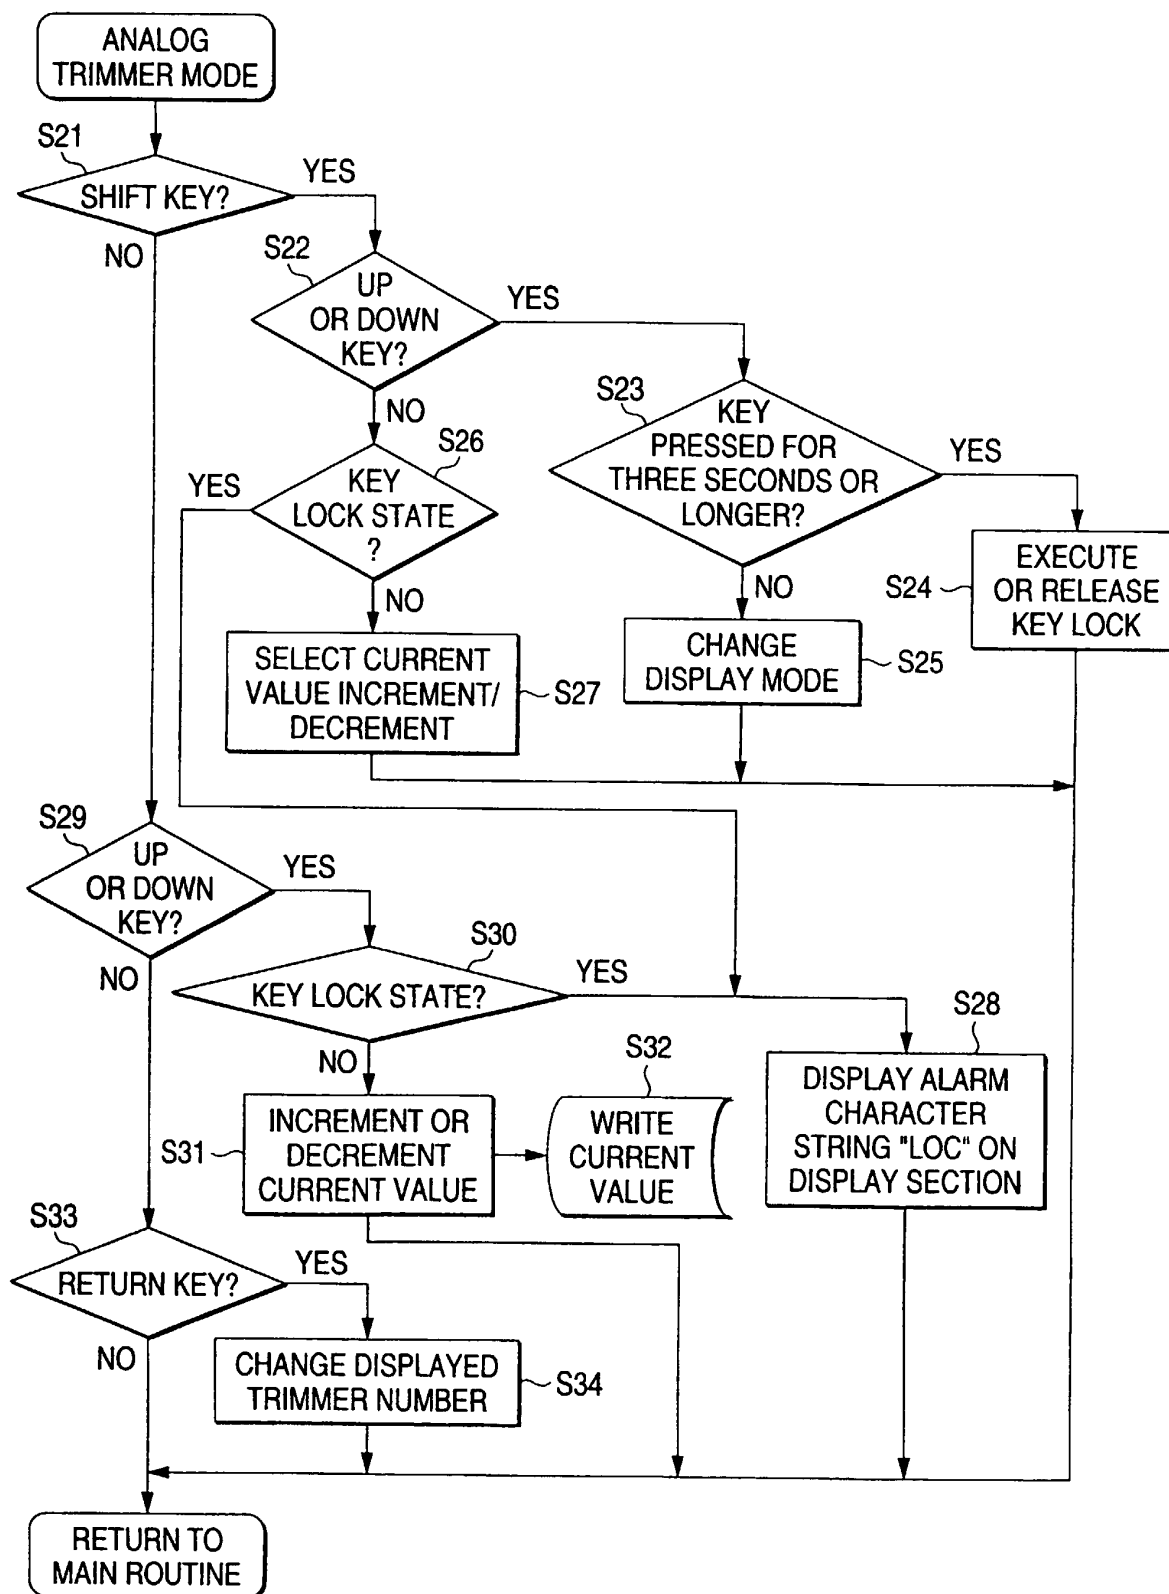 ANALOG
TRIMMER MODE
S21
SHIFT KEY?
YES
NO
S22
UP
OR DOWN
KEY?
YES
NO
S23
KEY
PRESSED FOR
THREE SECONDS OR
LONGER?
YES
NO
S24
EXECUTE
OR RELEASE
KEY LOCK
S26
YES
KEY
LOCK STATE
?
NO
CHANGE
DISPLAY MODE
S25
SELECT CURRENT
VALUE INCREMENT/
DECREMENT
S27
S29
UP
OR DOWN
KEY?
YES
NO
S30
KEY LOCK STATE?
YES
NO
S28
DISPLAY ALARM
CHARACTER
STRING "LOC" ON
DISPLAY SECTION
S31
INCREMENT OR
DECREMENT
CURRENT VALUE
S32
WRITE
CURRENT
VALUE
S33
RETURN KEY?
YES
NO
CHANGE DISPLAYED
TRIMMER NUMBER
S34
RETURN TO
MAIN ROUTINE